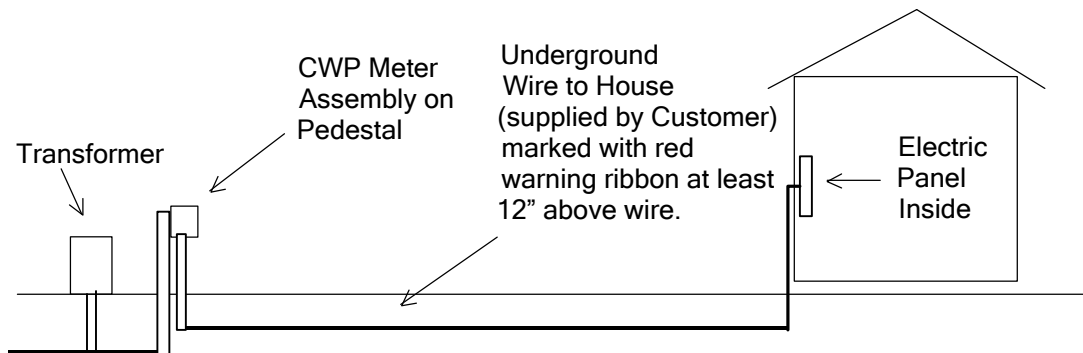 Transformer
CWP Meter
Assembly on
Pedestal
Underground
Wire to House
(supplied by Customer)
marked with red
warning ribbon at least
12” above wire.
Electric
Panel
Inside